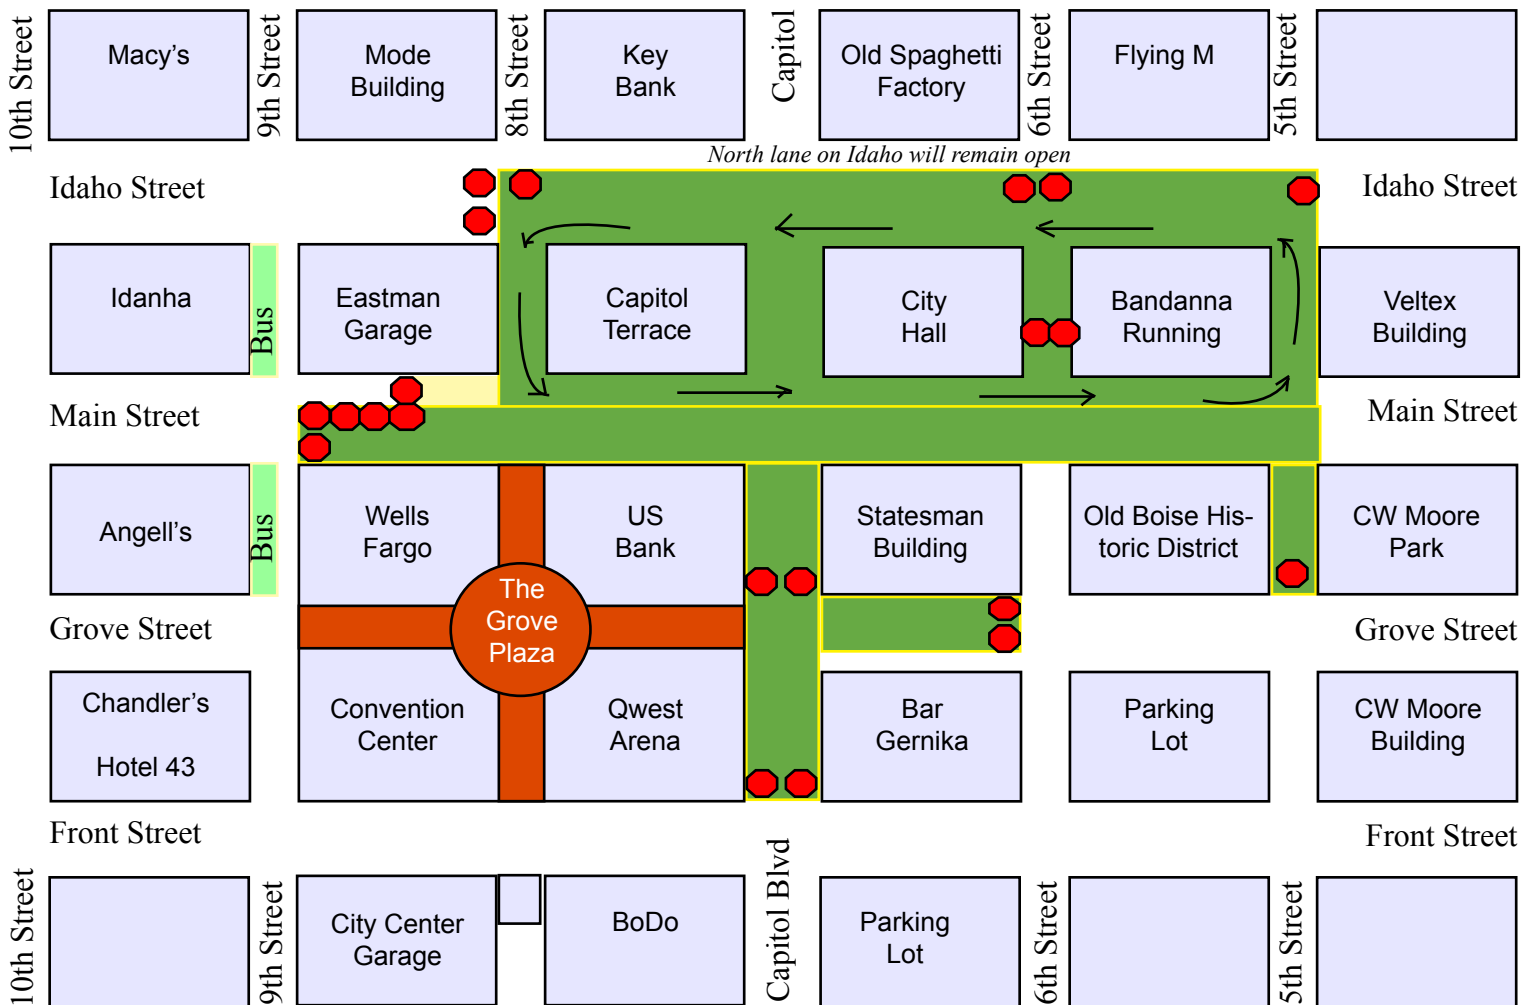 10th Street
Macy’s
9th Street
Mode
Building
8th Street
Key
Bank
Capitol
Old Spaghetti
Factory
6th Street
Flying M
5th Street
North lane on Idaho will remain open
Idaho Street
Idaho Street
Idanha
Bus
Eastman
Garage
Capitol
Terrace
City
Hall
Bandanna
Running
Veltex
Building
Main Street
Main Street
Angell’s
Bus
Wells
Fargo
US
Bank
Statesman
Building
Old Boise His-
toric District
CW Moore
Park
The
Grove
Plaza
Grove Street
Grove Street
Chandler’s
Hotel 43
Convention
Center
Qwest
Arena
Bar
Gernika
Parking
Lot
CW Moore
Building
Front Street
Front Street
10th Street
9th Street
City Center
Garage
BoDo
Capitol Blvd
Parking
Lot
6th Street
5th Street